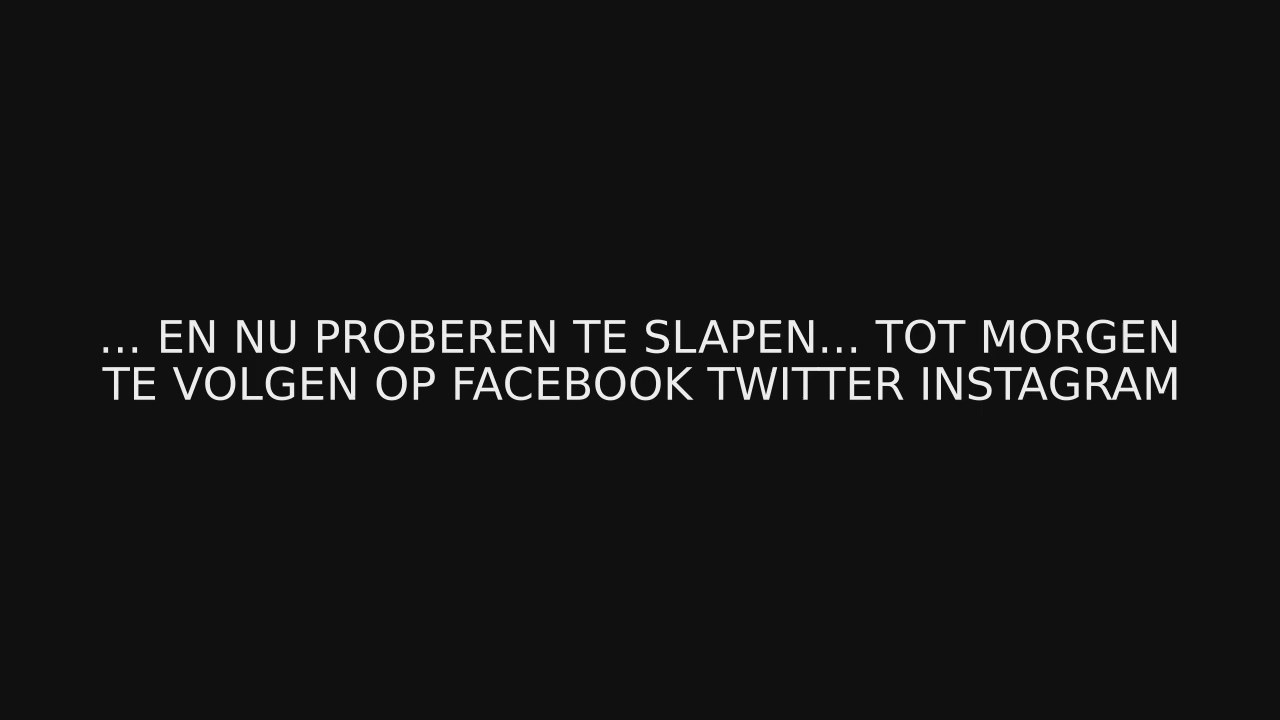 ... EN NU PROBEREN TE SLAPEN... TOT MORGEN
TE VOLGEN OP FACEBOOK TWITTER INSTAGRAM